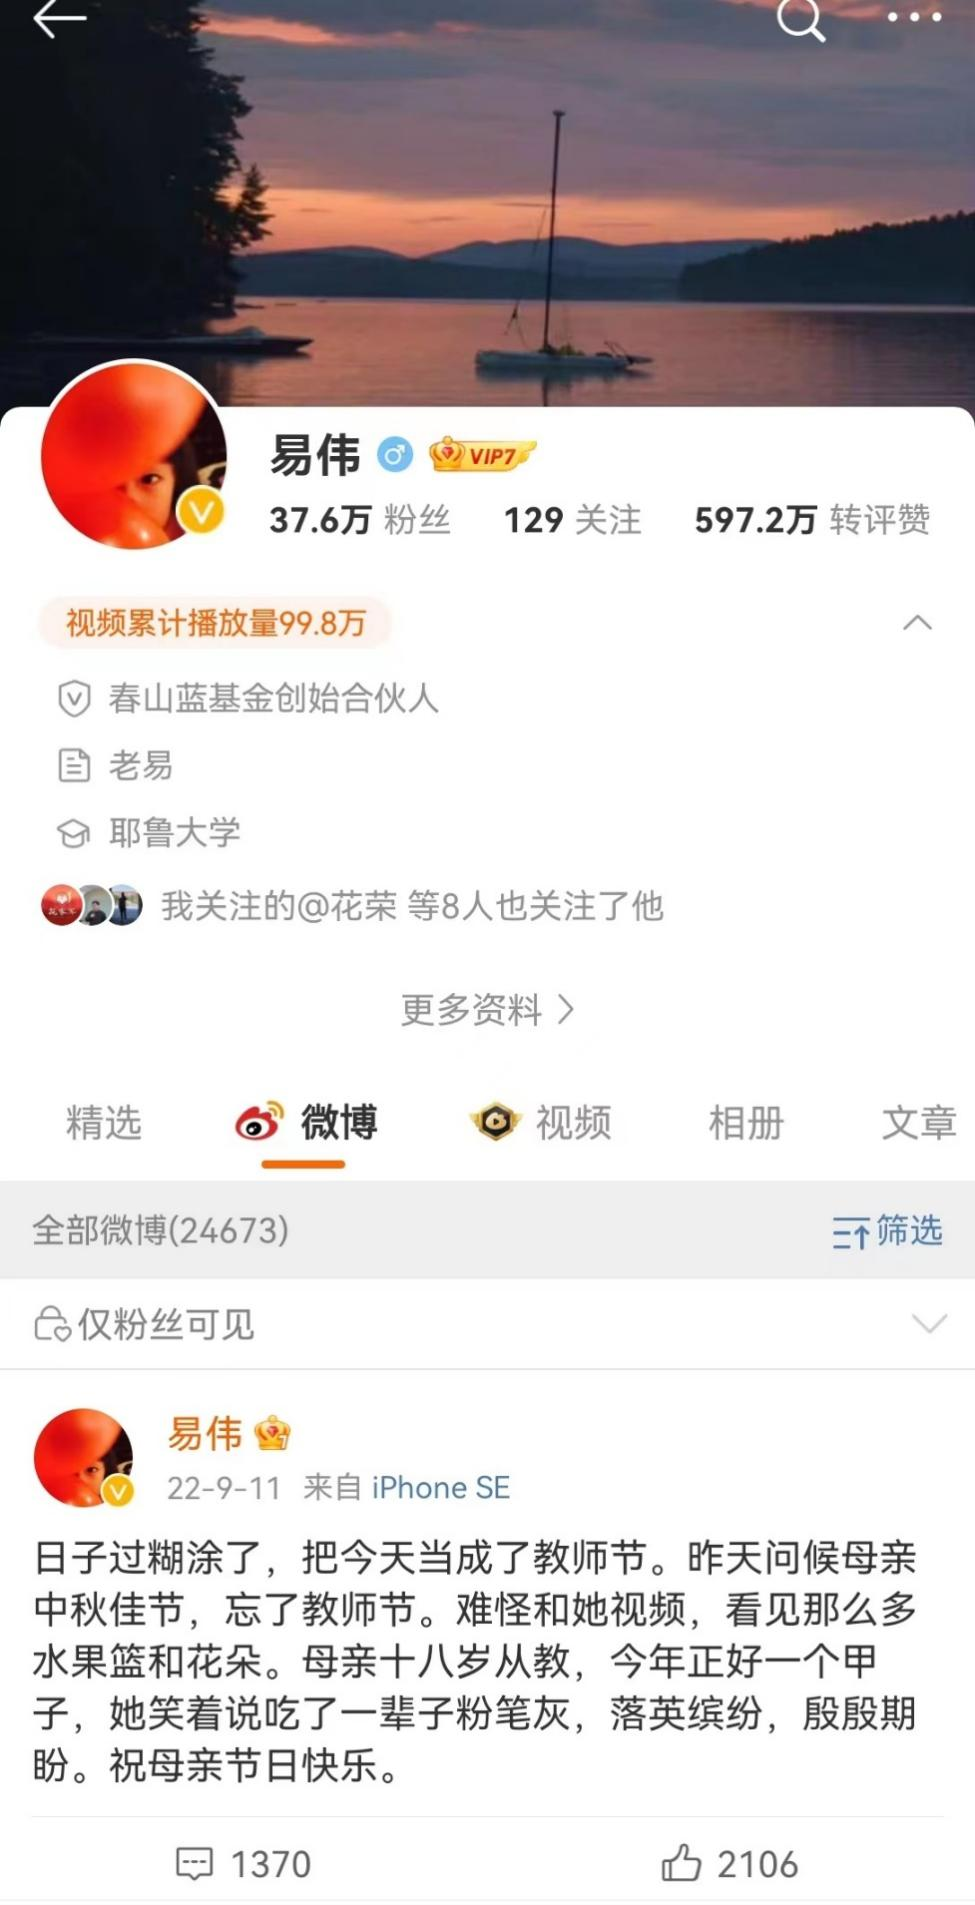 易伟 VIP7
37.6万 粉丝 129 关注 597.2万 转评赞
视频累计播放量99.8万
春山蓝基金创始合伙人
老易
耶鲁大学
我关注的@花荣 等8人也关注了他
更多资料
精选 微博 视频 相册 文章
全部微博(24673) 筛选
仅粉丝可见
易伟
22-9-11 来自 iPhone SE
日子过糊涂了，把今天当成了教师节。昨天问候母亲
中秋佳节，忘了教师节。难怪和她视频，看见那么多
水果篮和花朵。母亲十八岁从教，今年正好一个甲
子，她笑着说吃了一辈子粉笔灰，落英缤纷，殷殷期
盼。祝母亲节日快乐。
1370 2106